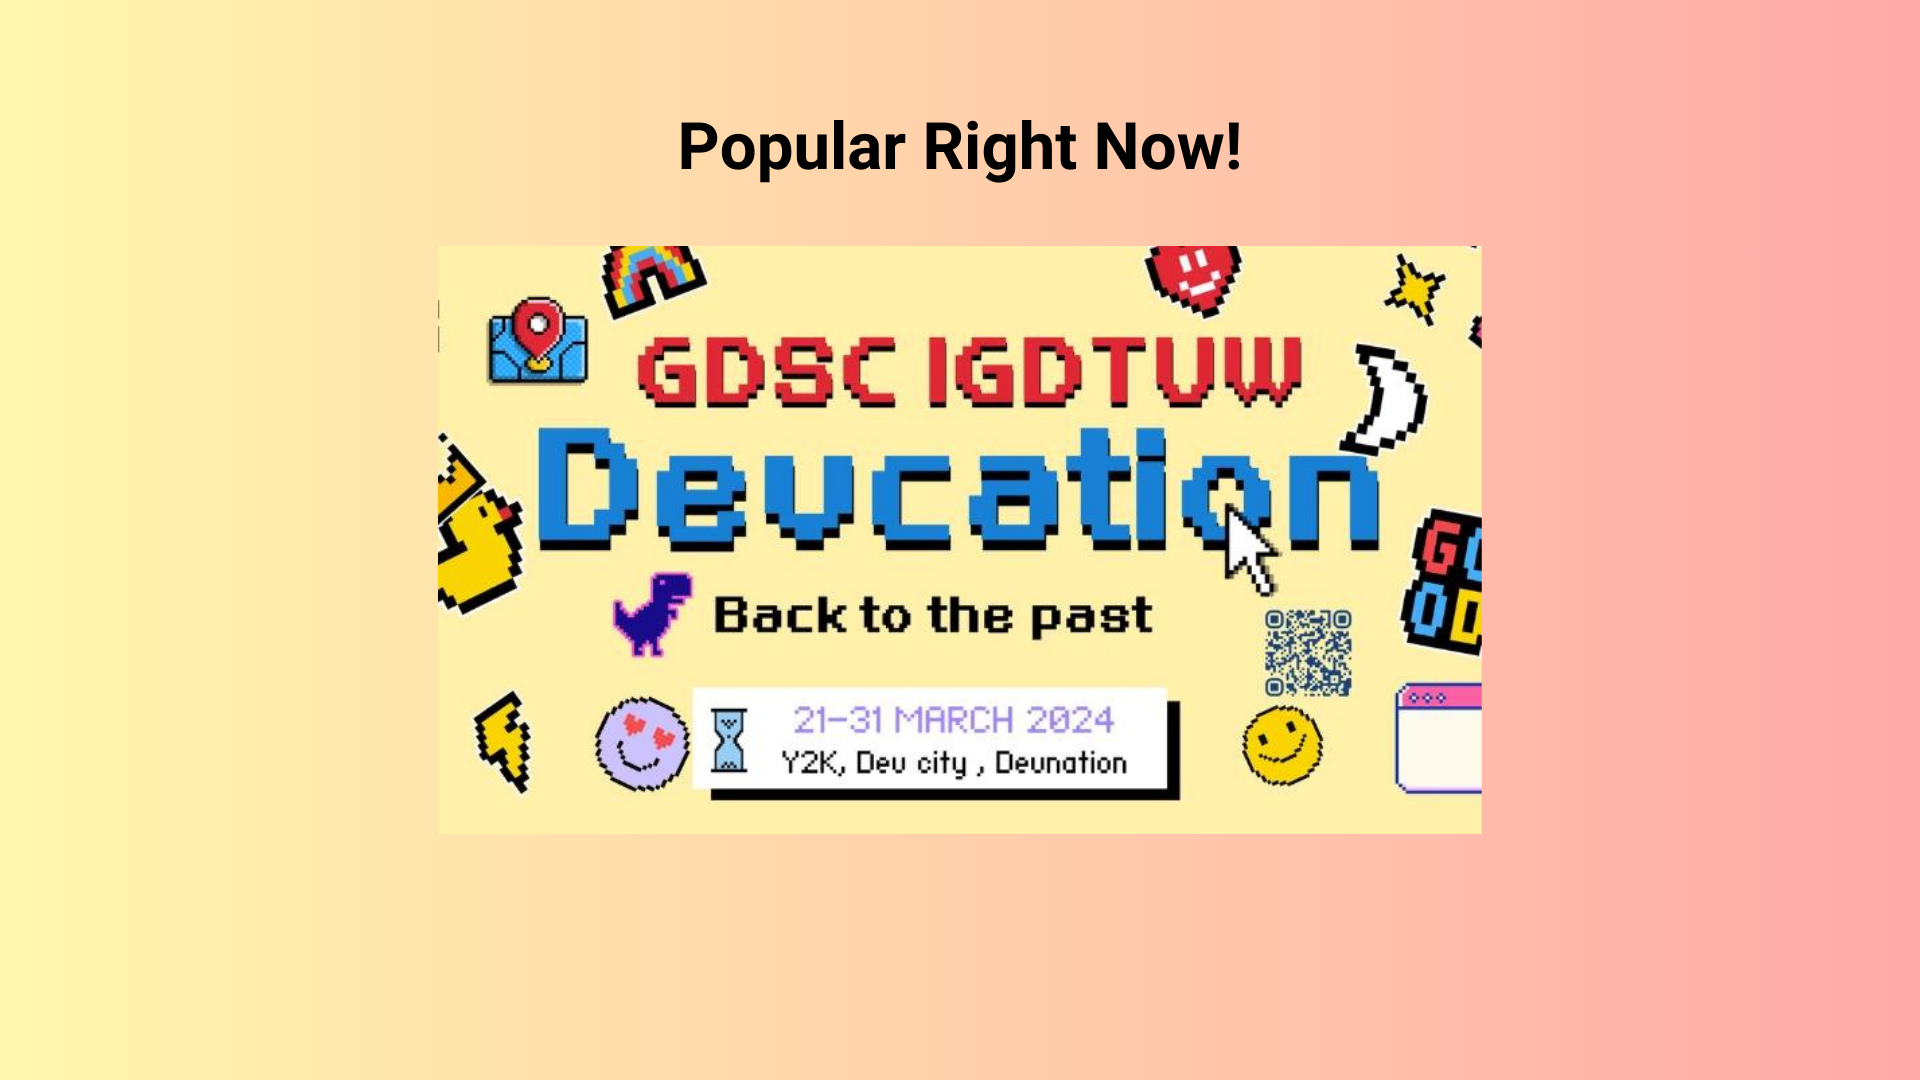 Popular Right Now!
GDSC IGDTUW
Devcation
Back to the past
GO
OD
21-31 MARCH 2024
Y2K, Dev city , Devnation